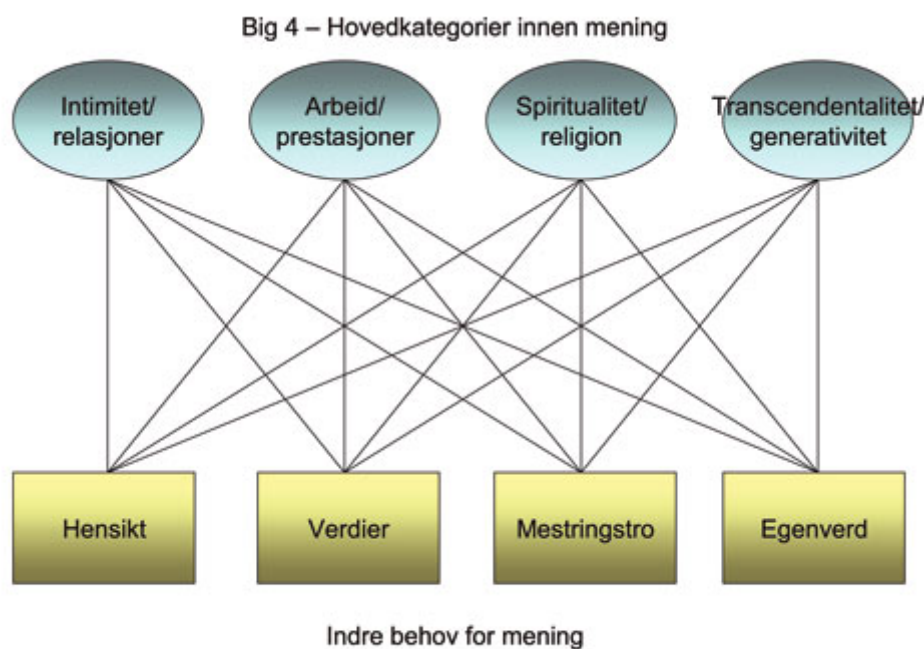 Big 4 – Hovedkategorier innen mening
Intimitet/
relasjoner
Arbeid/
prestasjoner
Spiritualitet/
religion
Transcendentalitet/
generativitet
Hensikt
Verdier
Mestringstro
Egenverd
Indre behov for mening